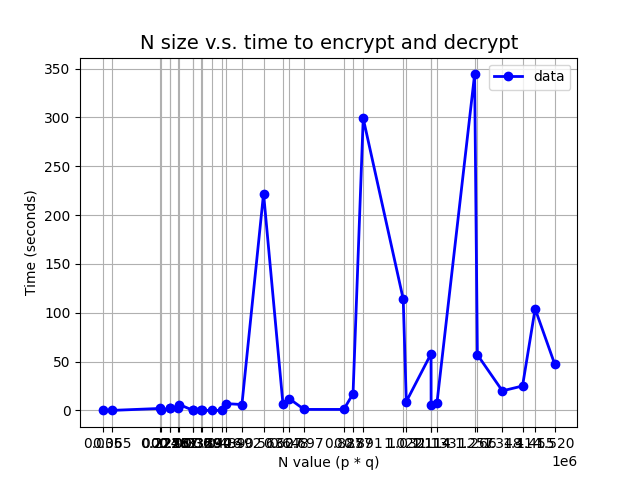 N size v.s. time to encrypt and decrypt
data
350
300
250
200
150
100
50
0
Time (seconds)
N value (p * q)
1e6